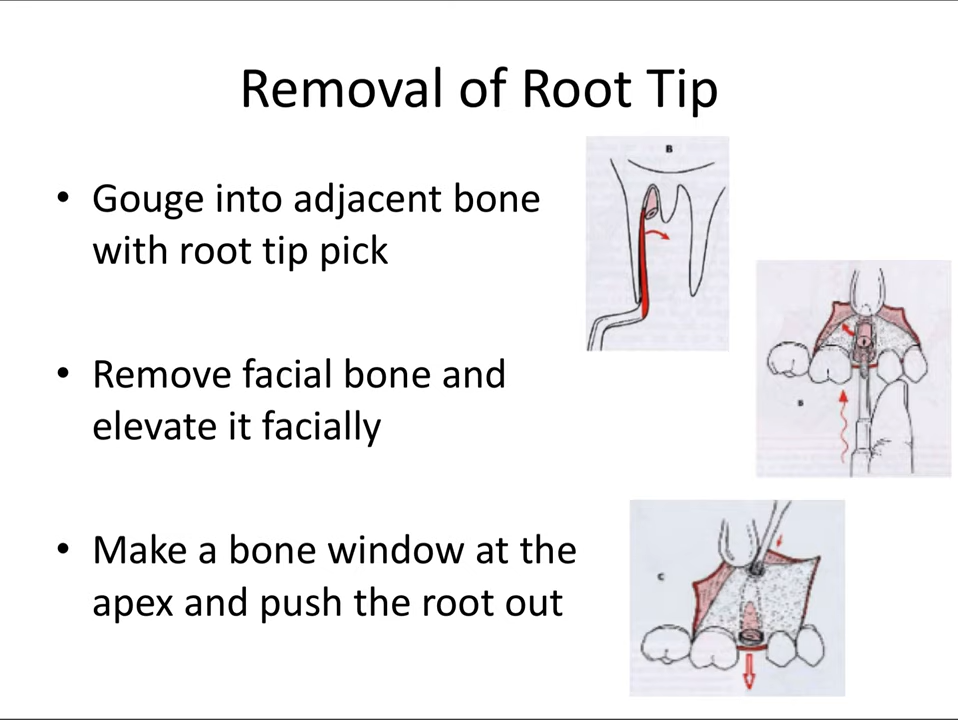 Removal of Root Tip
• Gouge into adjacent bone
with root tip pick
• Remove facial bone and
elevate it facially
• Make a bone window at the
apex and push the root out
B
B
C